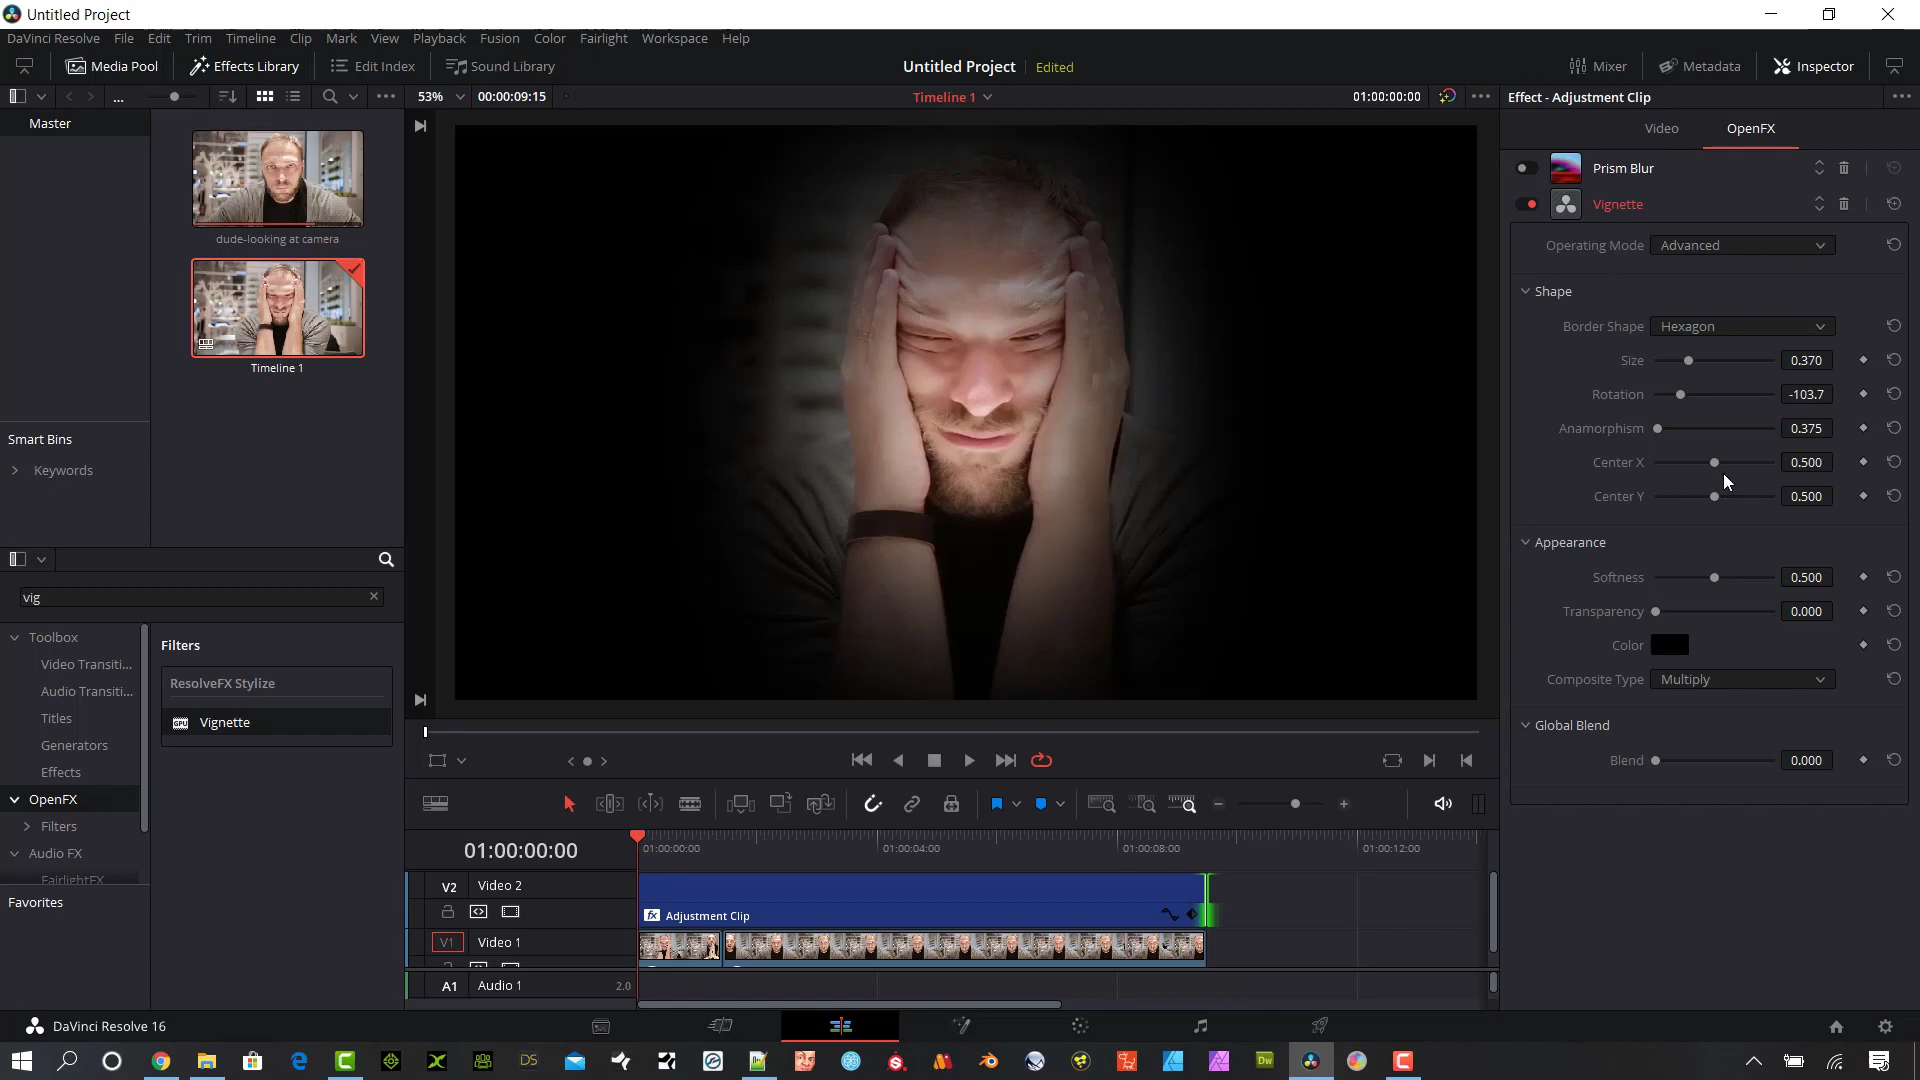 Untitled Project
DaVinci Resolve File Edit Trim Timeline Clip Mark View Playback Fusion Color Fairlight Workspace Help
Media Pool Effects Library Edit Index Sound Library Untitled Project Edited Mixer Metadata Inspector
... 53% 00:00:09:15 Timeline 1 01:00:00:00 Effect - Adjustment Clip
Master
Video OpenFX
Prism Blur
Vignette
dude-looking at camera
Timeline 1
Operating Mode Advanced
Shape
Border Shape Hexagon
Size 0.370
Rotation -103.7
Anamorphism 0.375
Center X 0.500
Center Y 0.500
Appearance
Softness 0.500
Transparency 0.000
Color
Composite Type Multiply
Global Blend
Blend 0.000
Smart Bins
Keywords
vig
Toolbox
Video Transiti...
Audio Transiti...
Titles
Generators
Effects
OpenFX
Filters
Audio FX
FairlightFX
Favorites
Filters
ResolveFX Stylize
GPU Vignette
01:00:00:00
01:00:00:00 01:00:04:00 01:00:08:00 01:00:12:00
V2 Video 2
fx Adjustment Clip
V1 Video 1
A1 Audio 1 2.0
DaVinci Resolve 16
DS
Dw